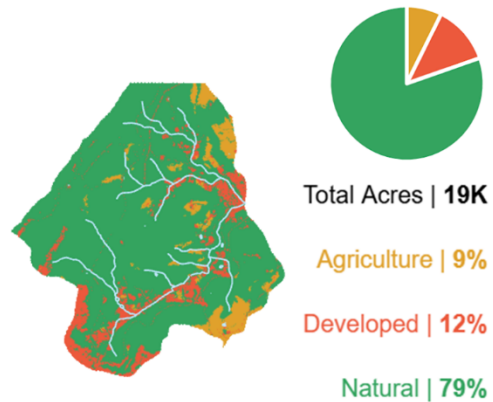 Total Acres | 19K
Agriculture | 9%
Developed | 12%
Natural | 79%